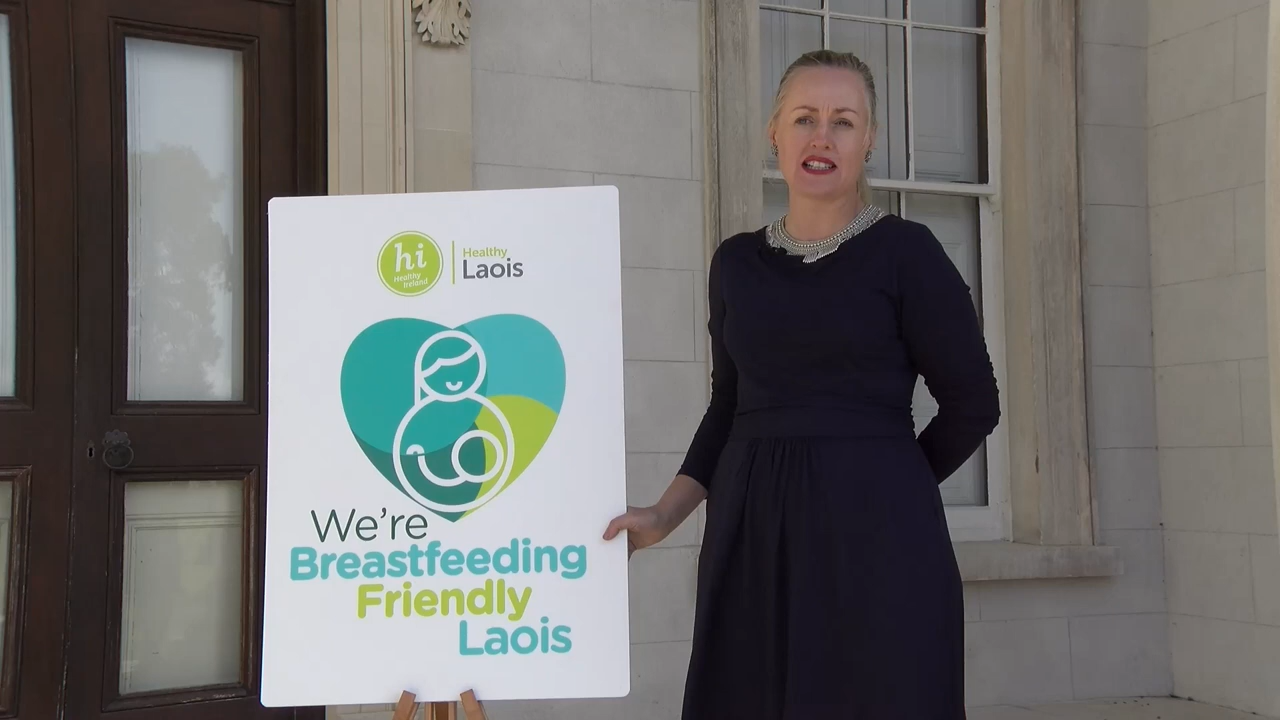 hi
Healthy
Ireland
Healthy
Laois
We're
Breastfeeding
Friendly
Laois